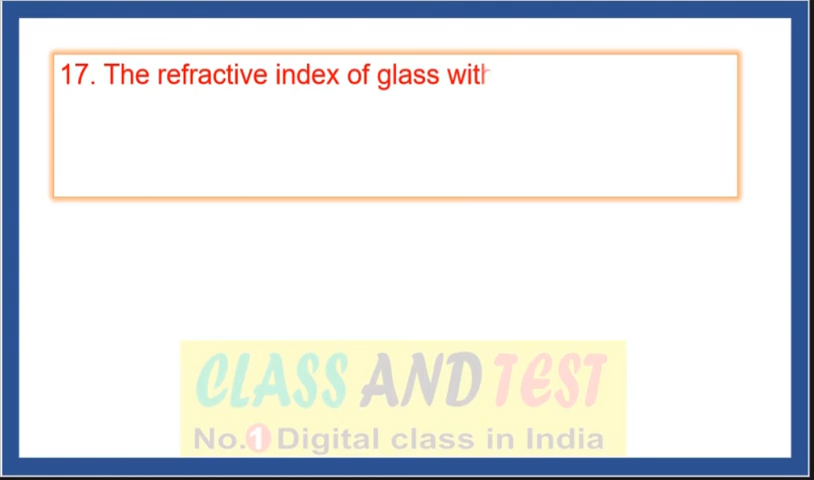 17. The refractive index of glass with
CLASS AND TEST
No.1 Digital class in India